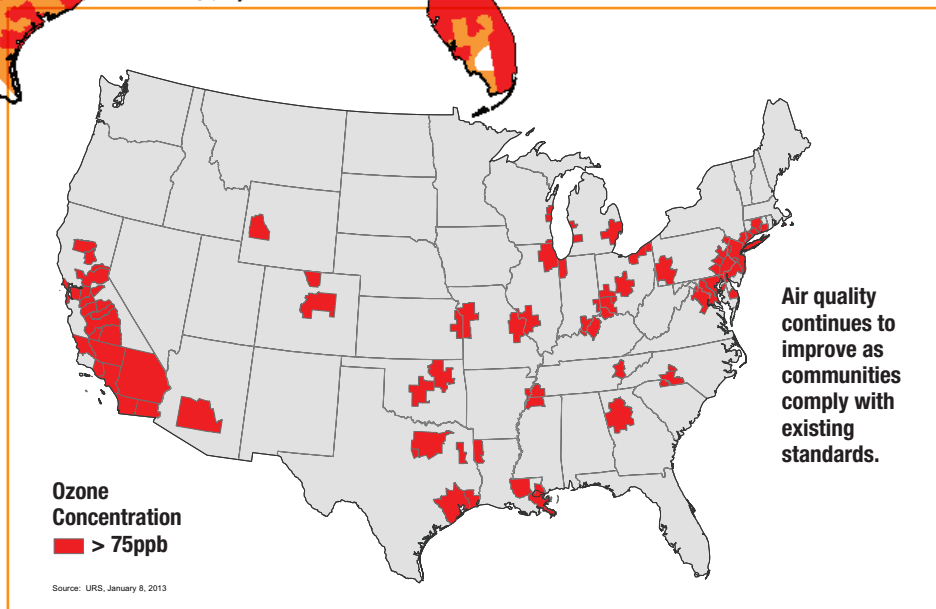 Air quality
continues to
improve as
communities
comply with
existing
standards.
Ozone
Concentration
> 75ppb
Source: URS, January 8, 2013